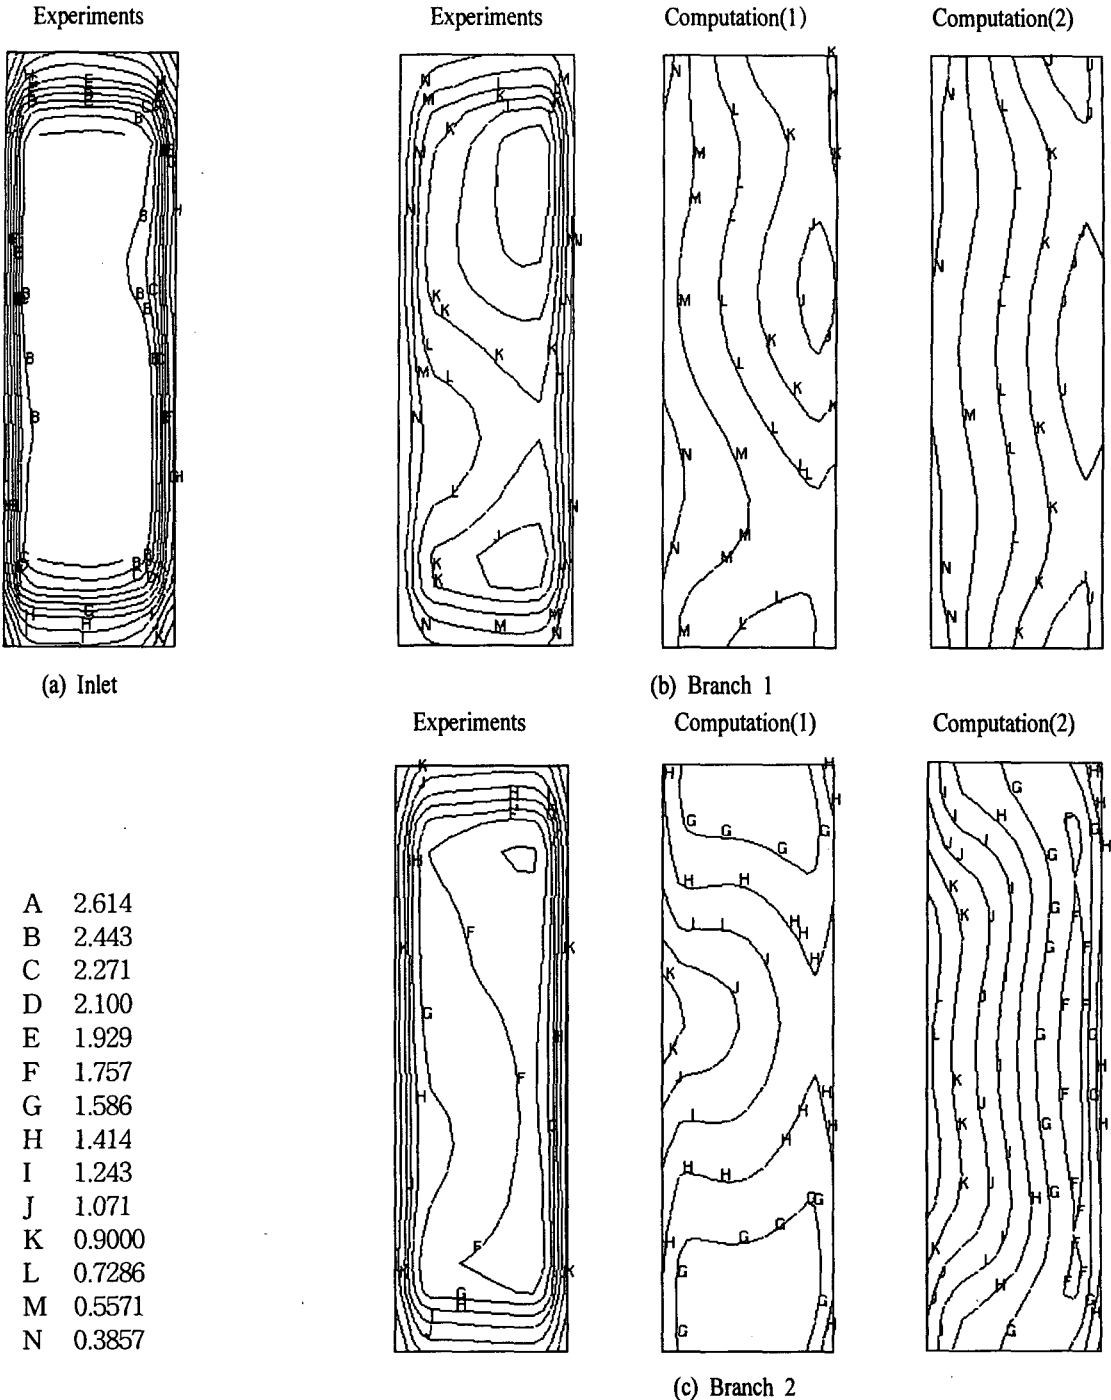 Experiments
Experiments
Computation(1)
Computation(2)
(a) Inlet
(b) Branch 1
Experiments
Computation(1)
Computation(2)
A 2.614
B 2.443
C 2.271
D 2.100
E 1.929
F 1.757
G 1.586
H 1.414
I 1.243
J 1.071
K 0.9000
L 0.7286
M 0.5571
N 0.3857
(c) Branch 2